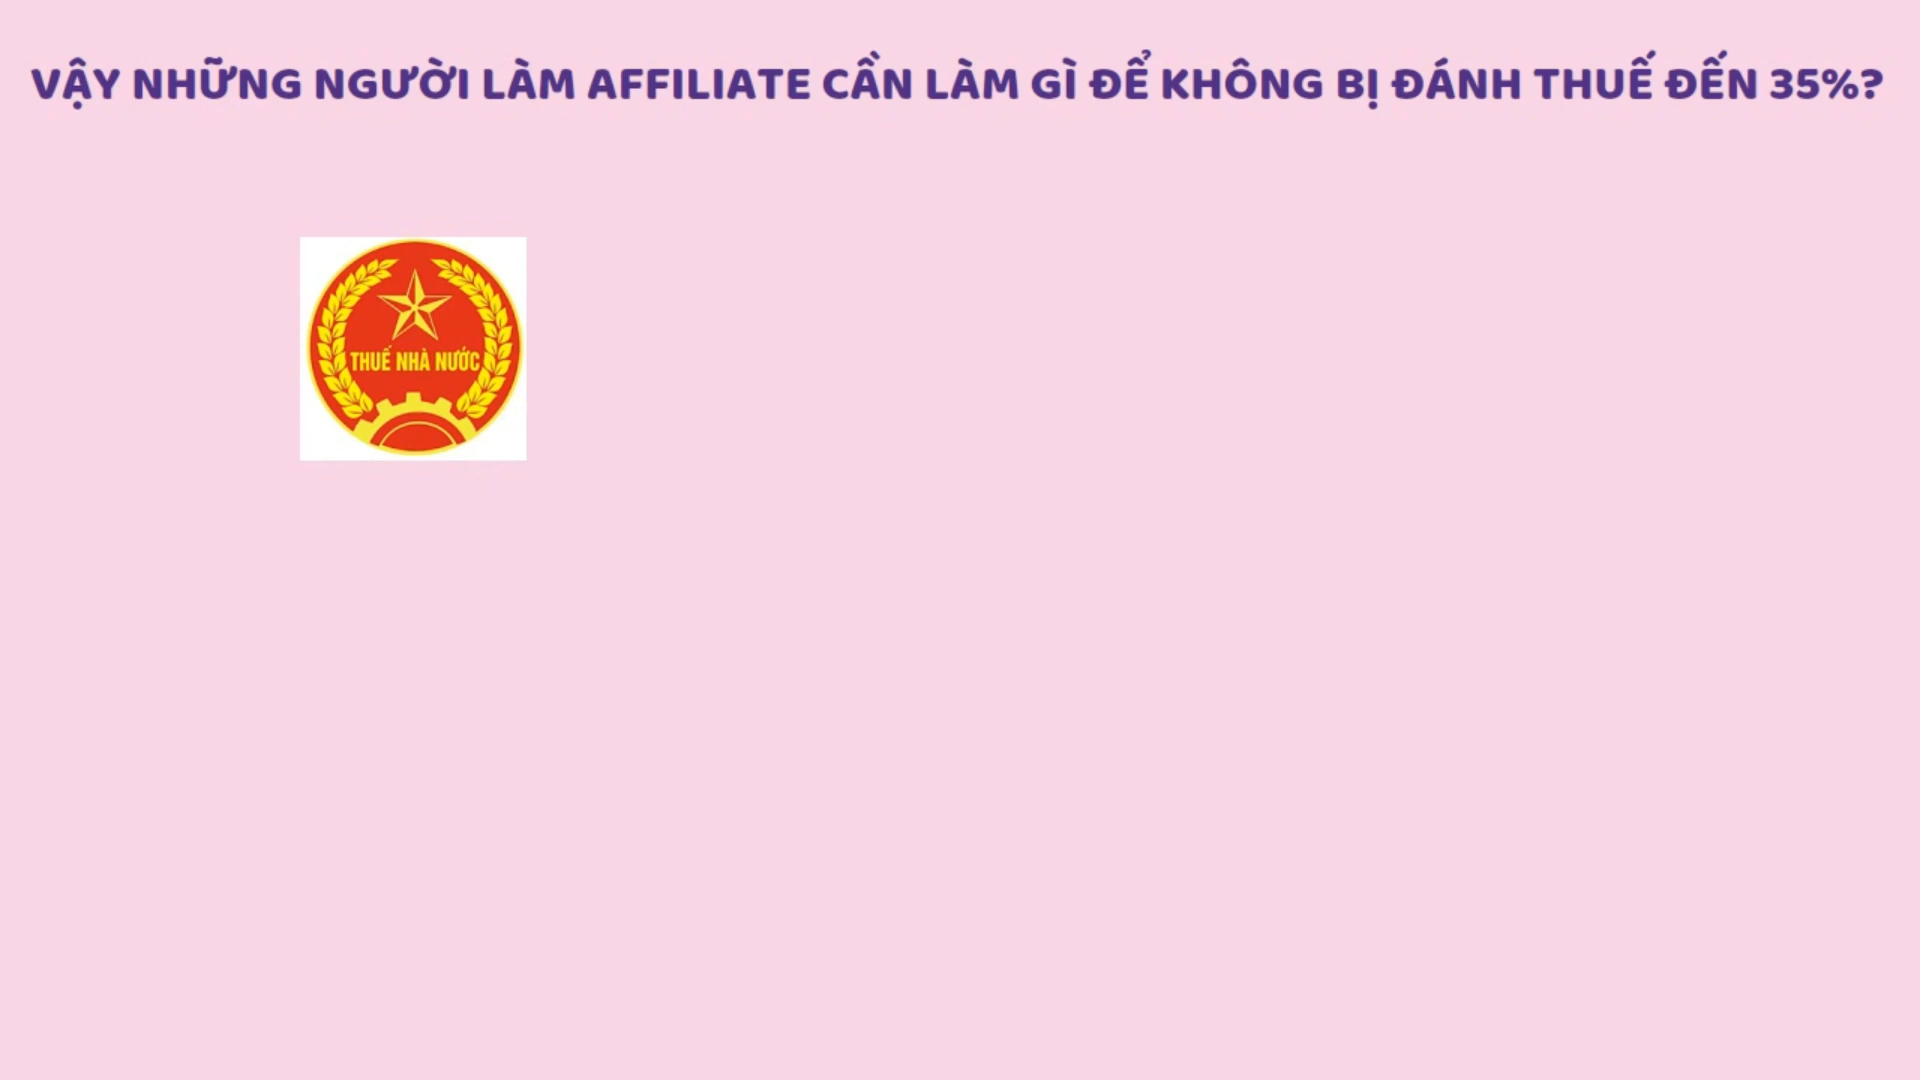 VẬY NHỮNG NGƯỜI LÀM AFFILIATE CẦN LÀM GÌ ĐỂ KHÔNG BỊ ĐÁNH THUẾ ĐẾN 35%?
THUẾ NHÀ NƯỚC